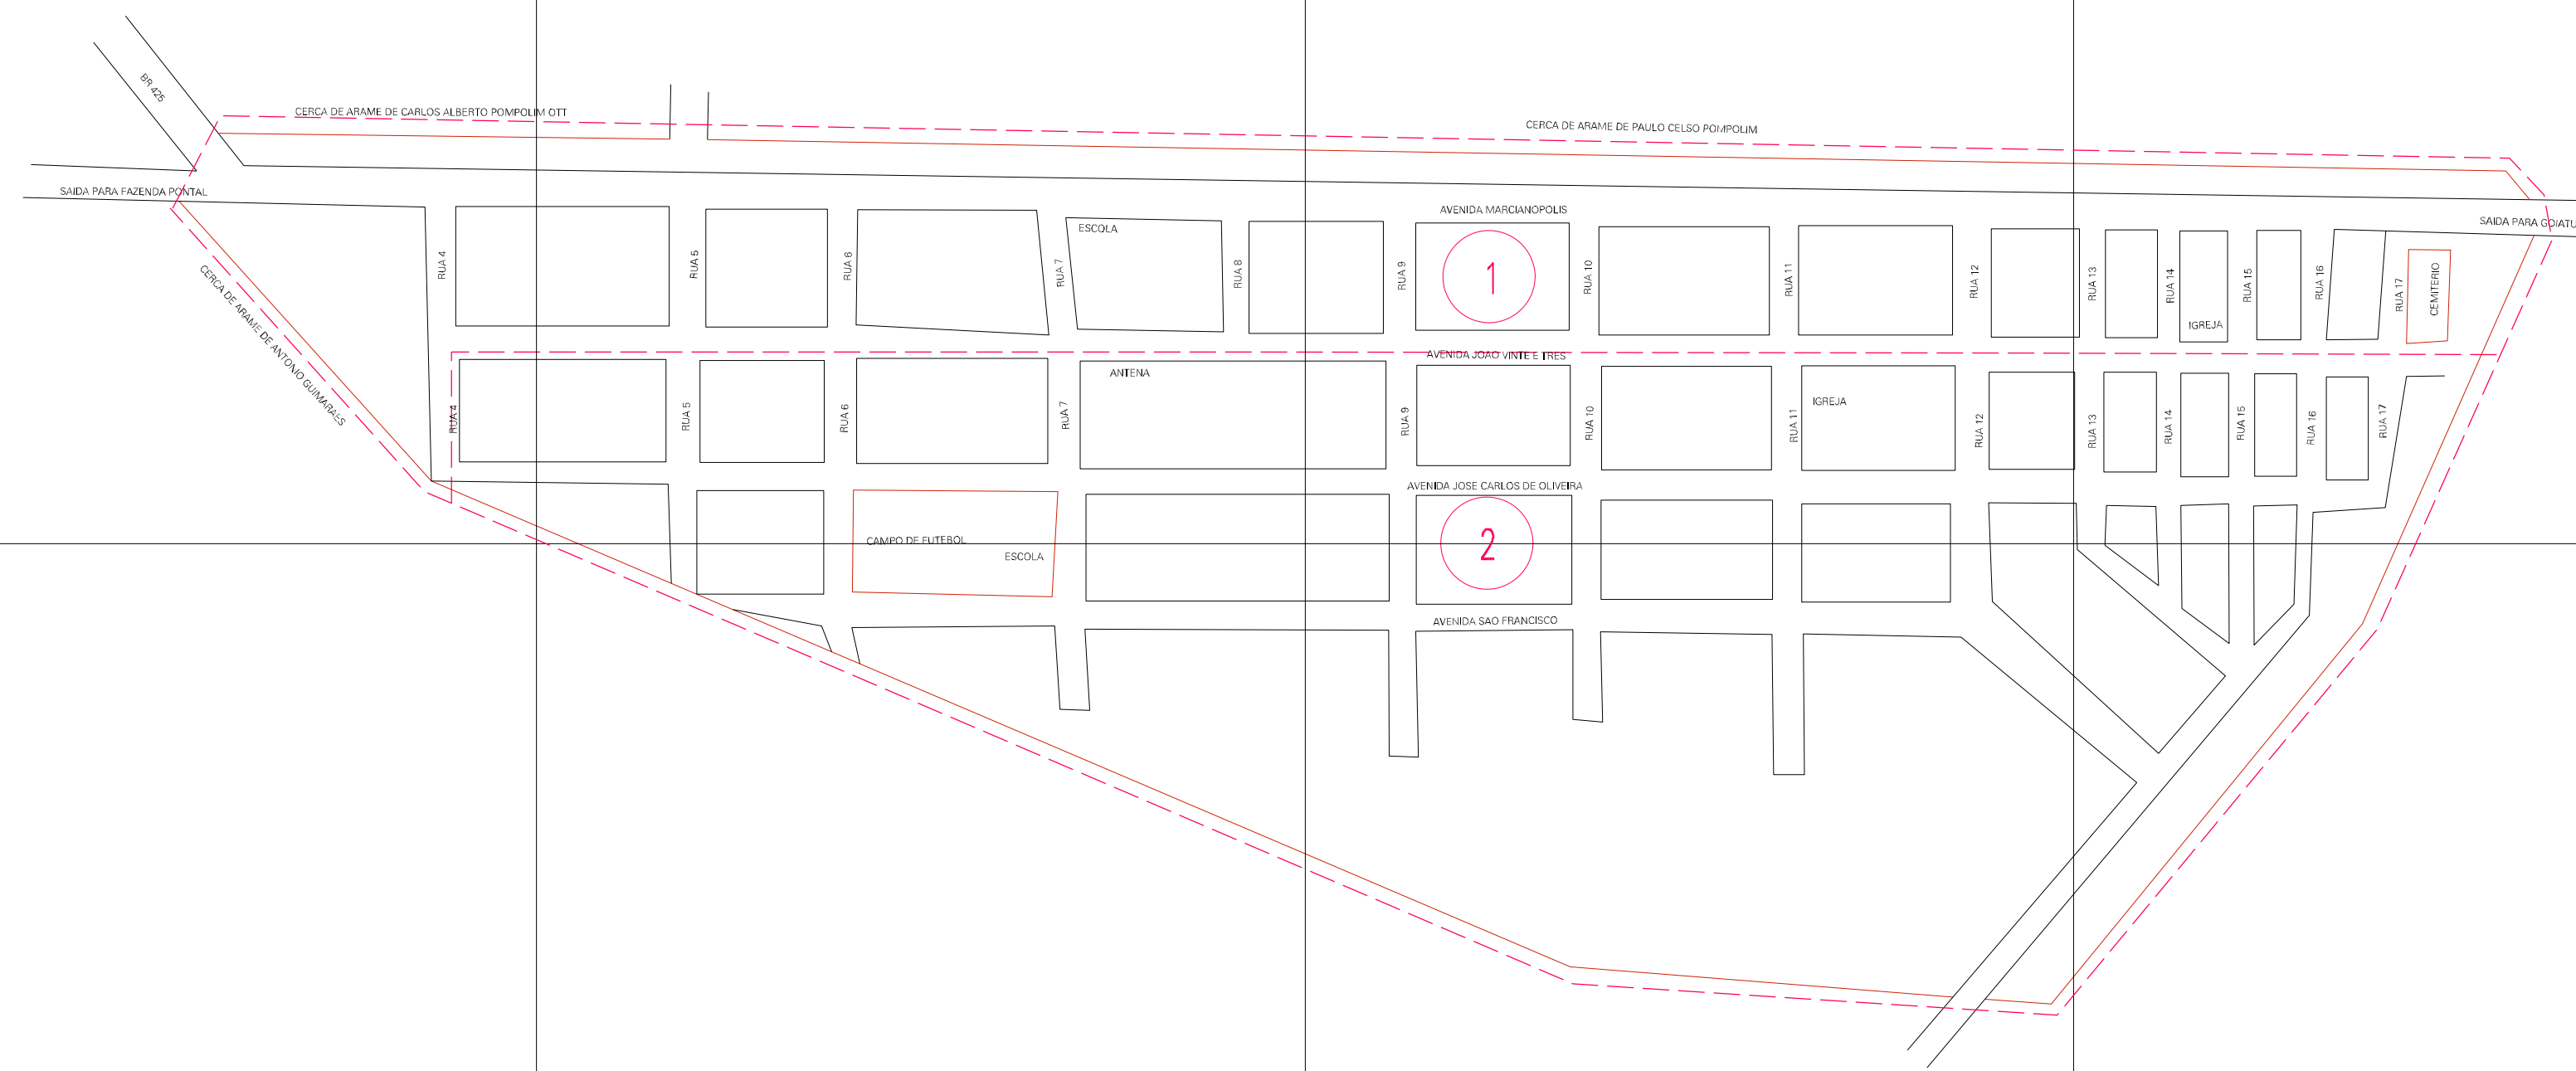 BR 425
CERCA DE ARAME DE CARLOS ALBERTO POMPOLIM OTT
CERCA DE ARAME DE PAULO CELSO POMPOLIM
SAIDA PARA FAZENDA PONTAL
AVENIDA MARCIANOPOLIS
SAIDA PARA GOIATU
ESCOLA
CERCA DE ARAME DE ANTONIO GUIMARAES
RUA 4
RUA 5
RUA 6
RUA 7
RUA 8
RUA 9
1
RUA 10
RUA 11
RUA 12
RUA 13
RUA 14
IGREJA
RUA 15
RUA 16
RUA 17
CEMITERIO
AVENIDA JOAO VINTE E TRES
ANTENA
IGREJA
RUA 4
RUA 5
RUA 6
RUA 7
RUA 9
RUA 10
RUA 11
RUA 12
RUA 13
RUA 14
RUA 15
RUA 16
RUA 17
AVENIDA JOSE CARLOS DE OLIVEIRA
CAMPO DE FUTEBOL
ESCOLA
2
AVENIDA SAO FRANCISCO